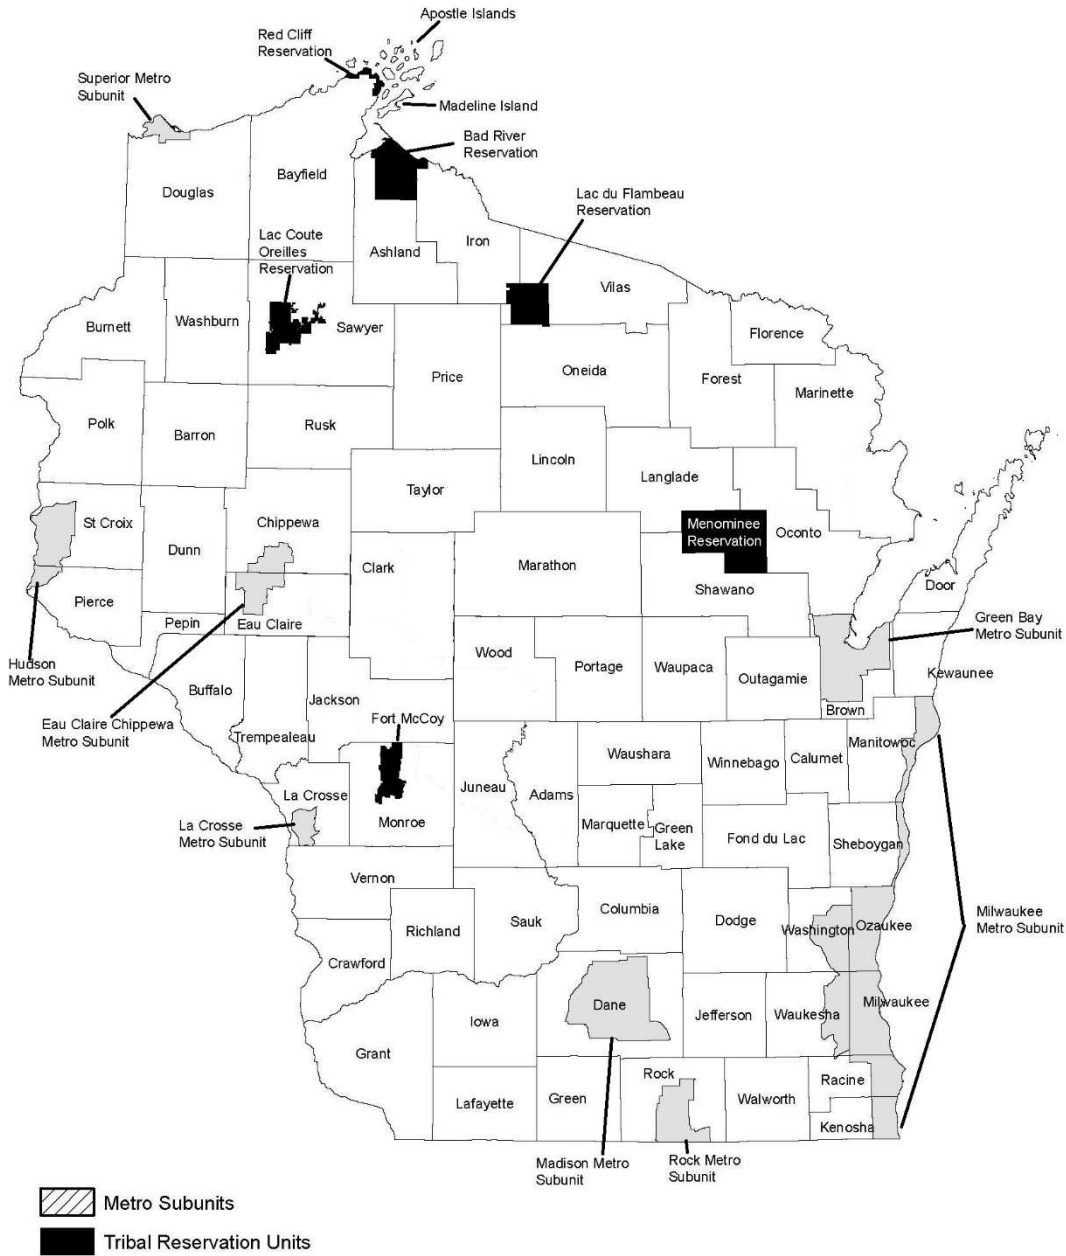 Apostle Islands
Red Cliff
Reservation
Superior Metro
Subunit
Madeline Island
Bad River
Reservation
Bayfield
Douglas
Lac du Flambeau
Reservation
Lac Coute
Oreilles
Reservation
Ashland
Iron
Vilas
Burnett
Washburn
Sawyer
Florence
Price
Oneida
Forest
Marinette
Polk
Barron
Rusk
Lincoln
Langlade
Taylor
St Croix
Chippewa
Menominee
Reservation
Oconto
Dunn
Clark
Marathon
Shawano
Door
Pierce
Pepin
Eau Claire
Green Bay
Metro Subunit
Hudson
Metro Subunit
Wood
Portage
Waupaca
Outagamie
Kewaunee
Buffalo
Jackson
Brown
Eau Claire Chippewa
Metro Subunit
Fort McCoy
Trempealeau
Manitowoc
Waushara
Winnebago
Calumet
La Crosse
Juneau
Adams
La Crosse
Metro Subunit
Monroe
Marquette
Green
Lake
Fond du Lac
Sheboygan
Vernon
Columbia
Dodge
Milwaukee
Metro Subunit
Richland
Sauk
Washington
Ozaukee
Crawford
Dane
Jefferson
Waukesha
Milwaukee
Iowa
Grant
Rock
Racine
Lafayette
Green
Walworth
Kenosha
Madison Metro
Subunit
Rock Metro
Subunit
Metro Subunits
Tribal Reservation Units